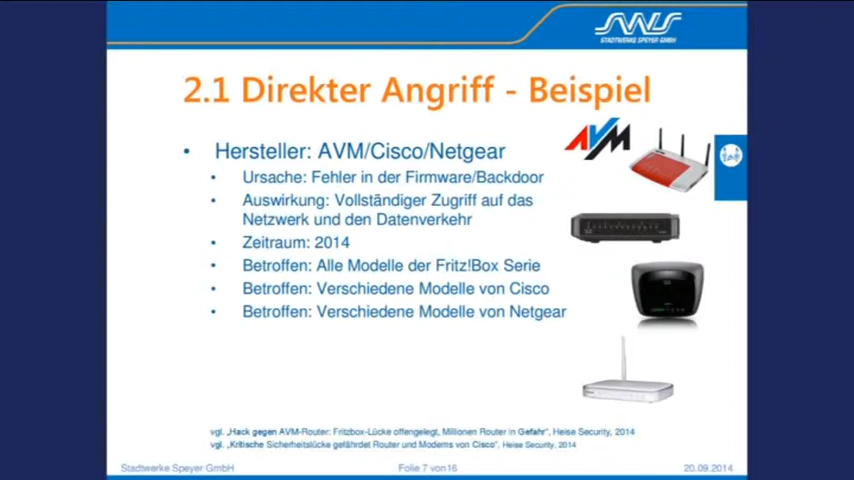 SWS
STADTWERKE SPEYER GMBH
2.1 Direkter Angriff - Beispiel
AVM
• Hersteller: AVM/Cisco/Netgear
• Ursache: Fehler in der Firmware/Backdoor
• Auswirkung: Vollständiger Zugriff auf das
Netzwerk und den Datenverkehr
• Zeitraum: 2014
• Betroffen: Alle Modelle der Fritz!Box Serie
• Betroffen: Verschiedene Modelle von Cisco
• Betroffen: Verschiedene Modelle von Netgear
vgl. „Hack gegen AVM-Router: Fritzbox-Lücke offengelegt, Millionen Router in Gefahr", Heise Security, 2014
vgl. „Kritische Sicherheitslücke gefährdet Router und Modems von Cisco", Heise Security, 2014
Stadtwerke Speyer GmbH
Folie 7 von 16
20.09.2014